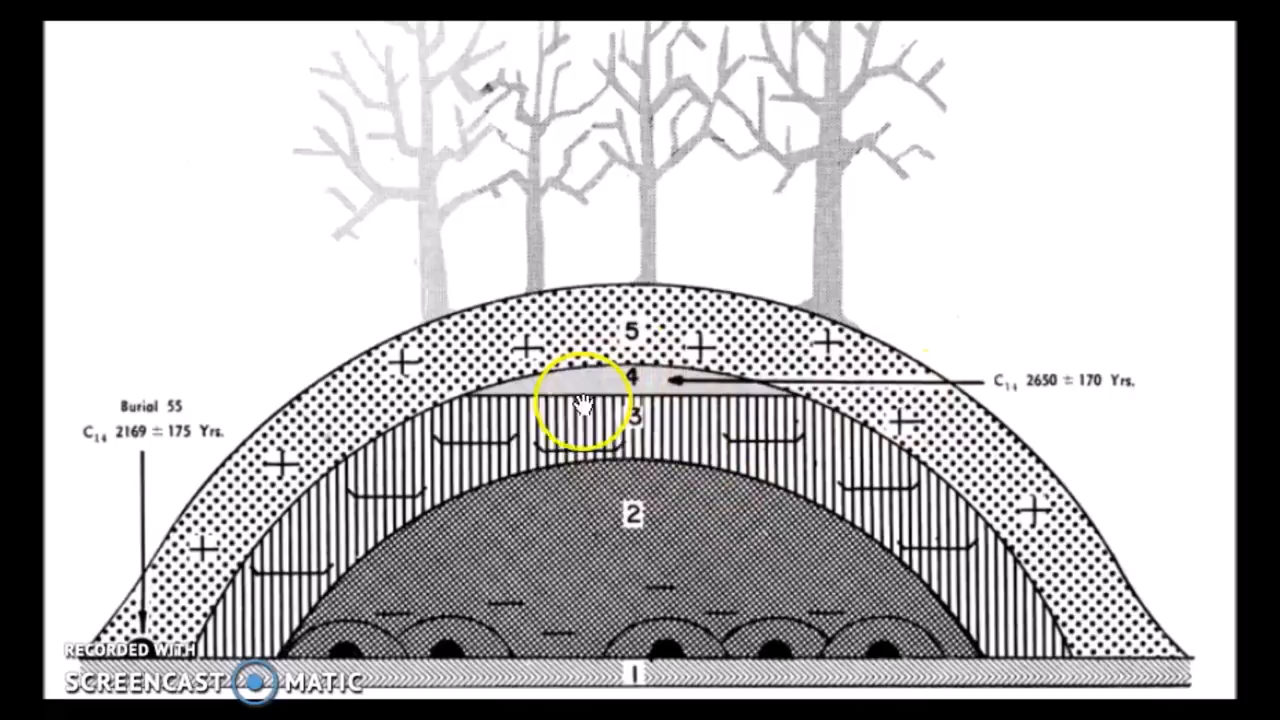 5
4
C14 2650 ± 170 Yrs.
Burial 55
C14 2169 ± 175 Yrs.
3
2
1
RECORDED WITH
SCREENCAST MATIC